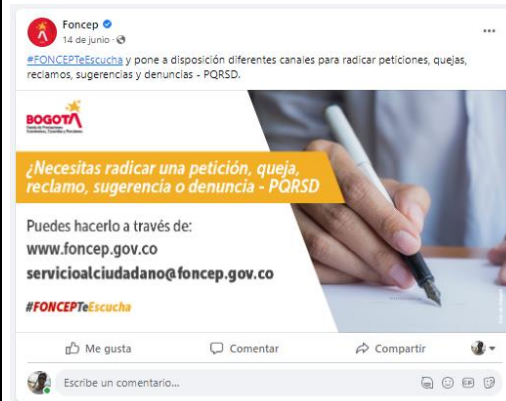 Foncep
14 de junio ·
#FONCEPTeEscucha y pone a disposición diferentes canales para radicar peticiones, quejas,
reclamos, sugerencias y denuncias - PQRSD.
BOGOTÁ
¿Necesitas radicar una petición, queja,
reclamo, sugerencia o denuncia - PQRSD
Puedes hacerlo a través de:
www.foncep.gov.co
servicioalciudadano@foncep.gov.co
#FONCEPTeEscucha
Me gusta
Comentar
Compartir
Escribe un comentario...
GIF